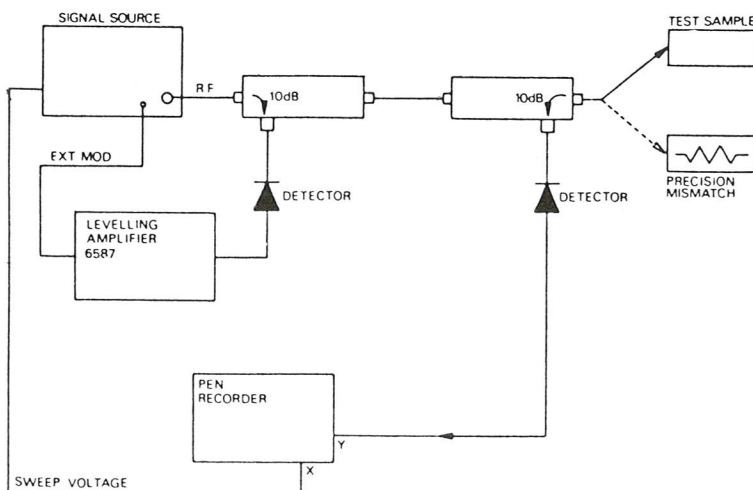 SIGNAL SOURCE
TEST SAMPLE
RF
10dB
10dB
EXT MOD
DETECTOR
DETECTOR
PRECISION
MISMATCH
LEVELLING
AMPLIFIER
6587
PEN
RECORDER
Y
X
SWEEP VOLTAGE